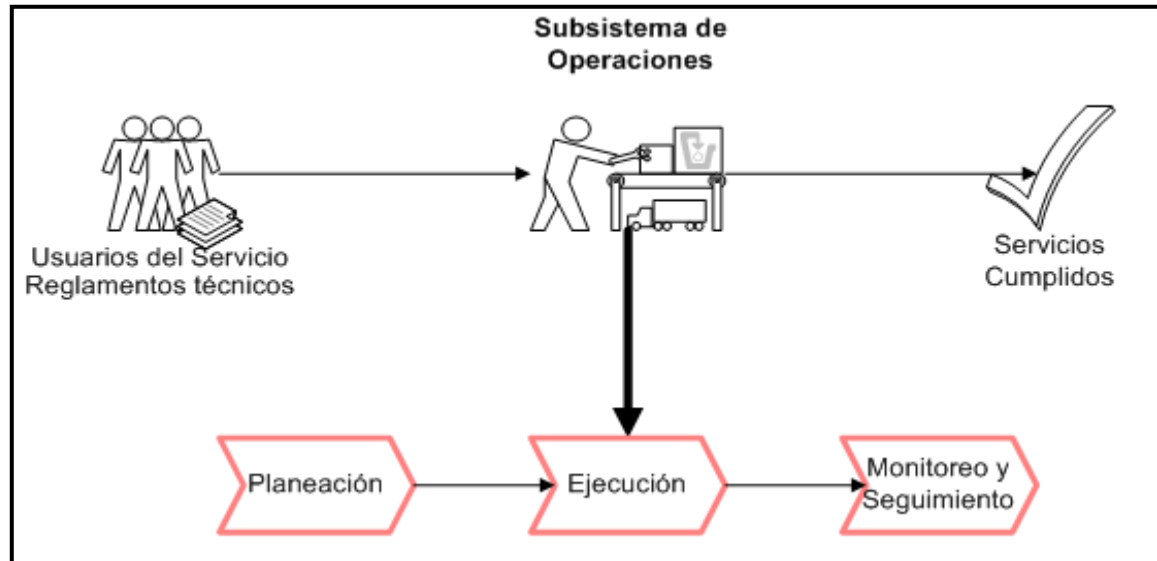 Subsistema de
Operaciones
Usuarios del Servicio
Reglamentos técnicos
Servicios
Cumplidos
Planeación
Ejecución
Monitoreo y
Seguimiento